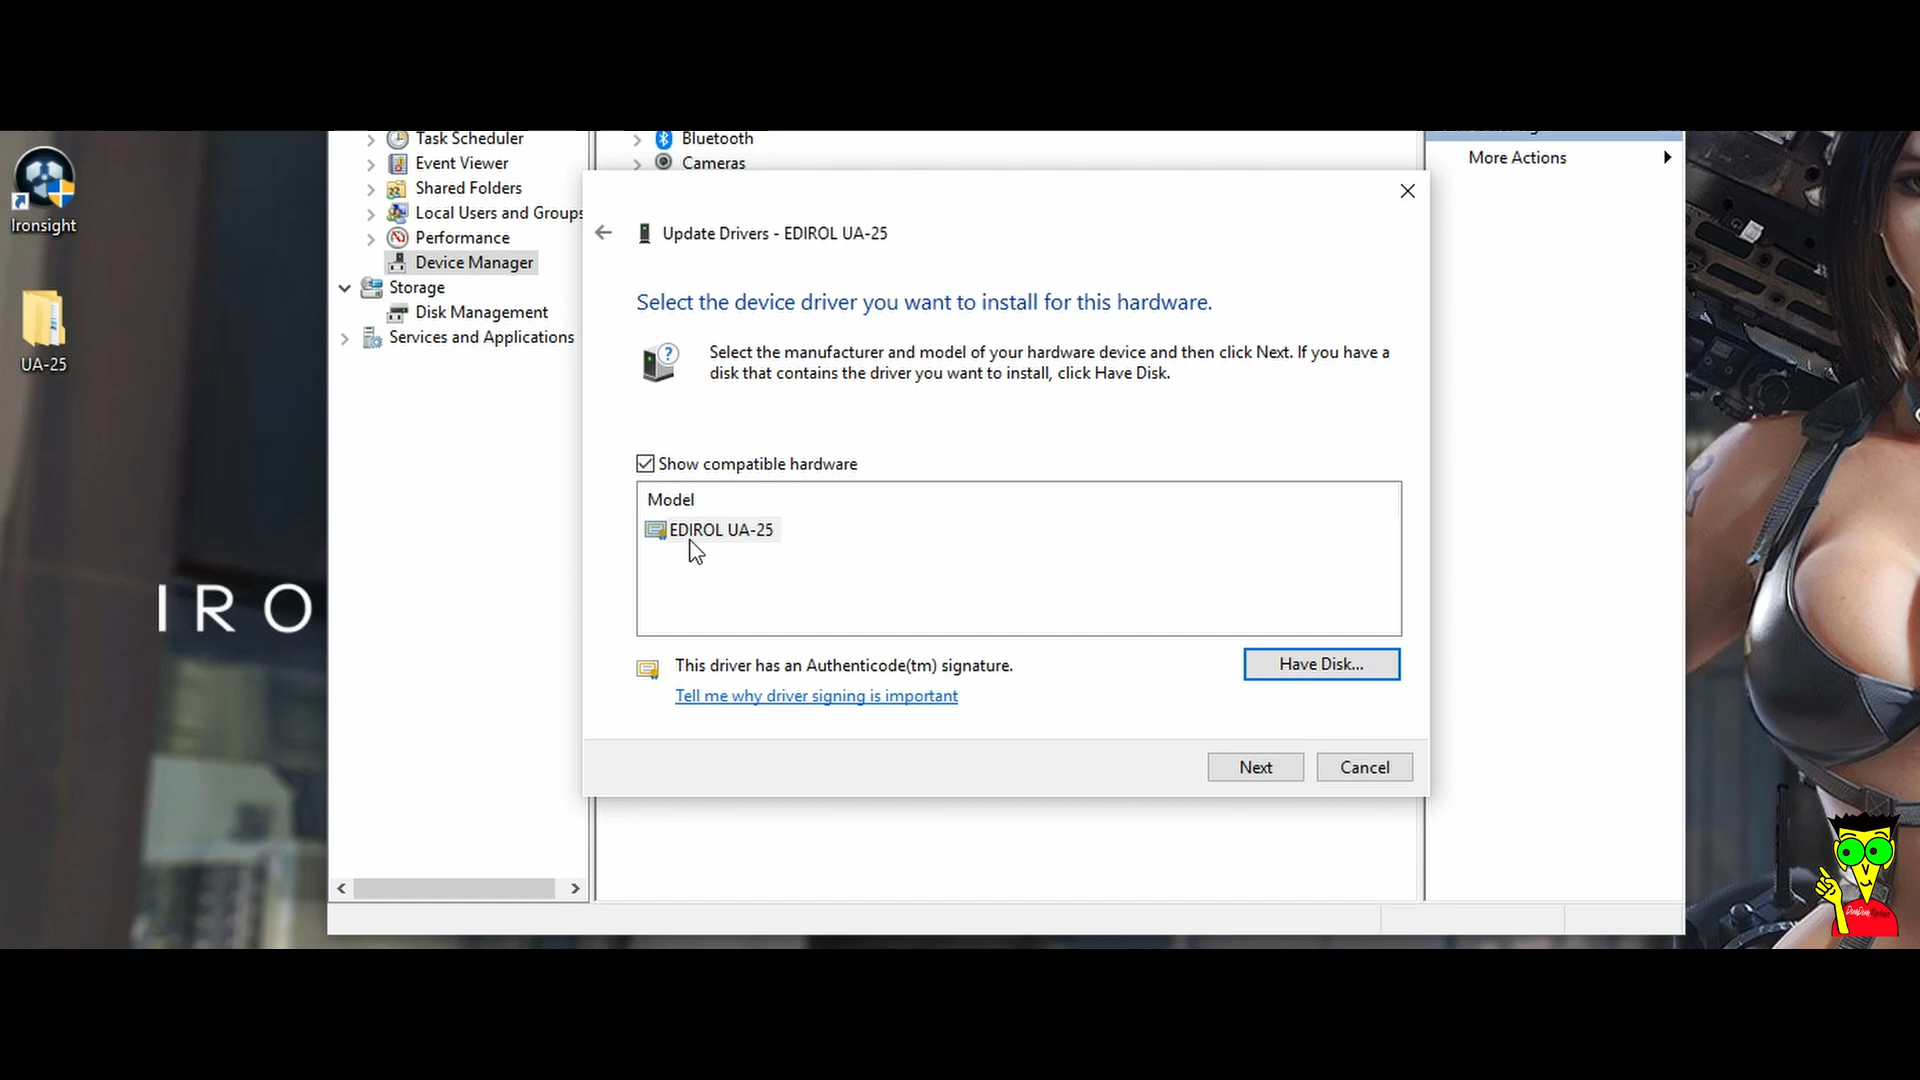 Ironsight
UA-25
IRO
Task Scheduler
Event Viewer
Shared Folders
Local Users and Groups
Performance
Device Manager
Storage
Disk Management
Services and Applications
Bluetooth
Cameras
More Actions
Update Drivers - EDIROL UA-25
Select the device driver you want to install for this hardware.
Select the manufacturer and model of your hardware device and then click Next. If you have a
disk that contains the driver you want to install, click Have Disk.
Show compatible hardware
Model
EDIROL UA-25
This driver has an Authenticode(tm) signature.
Have Disk...
Tell me why driver signing is important
Next
Cancel